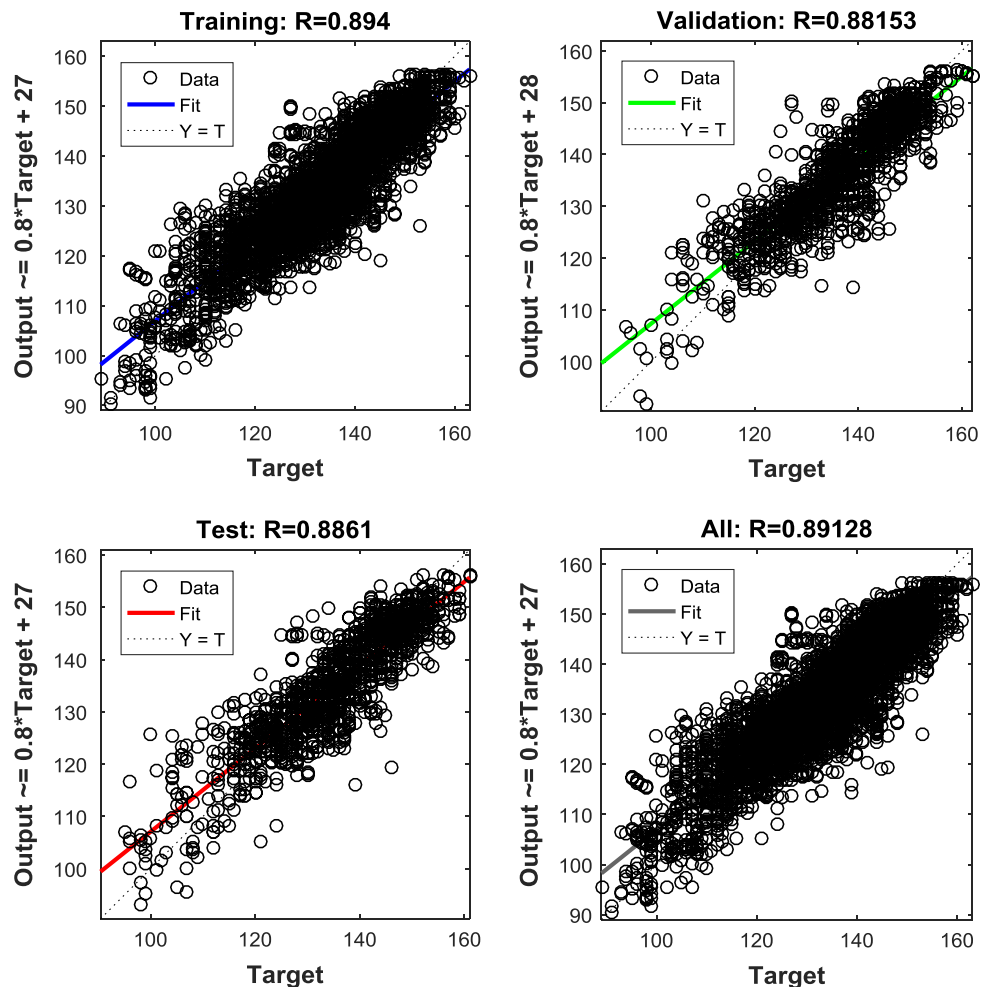 Training: R=0.894
Output ~= 0.8*Target + 27
160
150
140
130
120
110
100
90
Data
Fit
Y = T
100
120
140
160
Target
Validation: R=0.88153
Output ~= 0.8*Target + 28
160
150
140
130
120
110
100
Data
Fit
Y = T
100
120
140
160
Target
Test: R=0.8861
Output ~= 0.8*Target + 27
160
150
140
130
120
110
100
Data
Fit
Y = T
100
120
140
160
Target
All: R=0.89128
Output ~= 0.8*Target + 27
160
150
140
130
120
110
100
90
Data
Fit
Y = T
100
120
140
160
Target